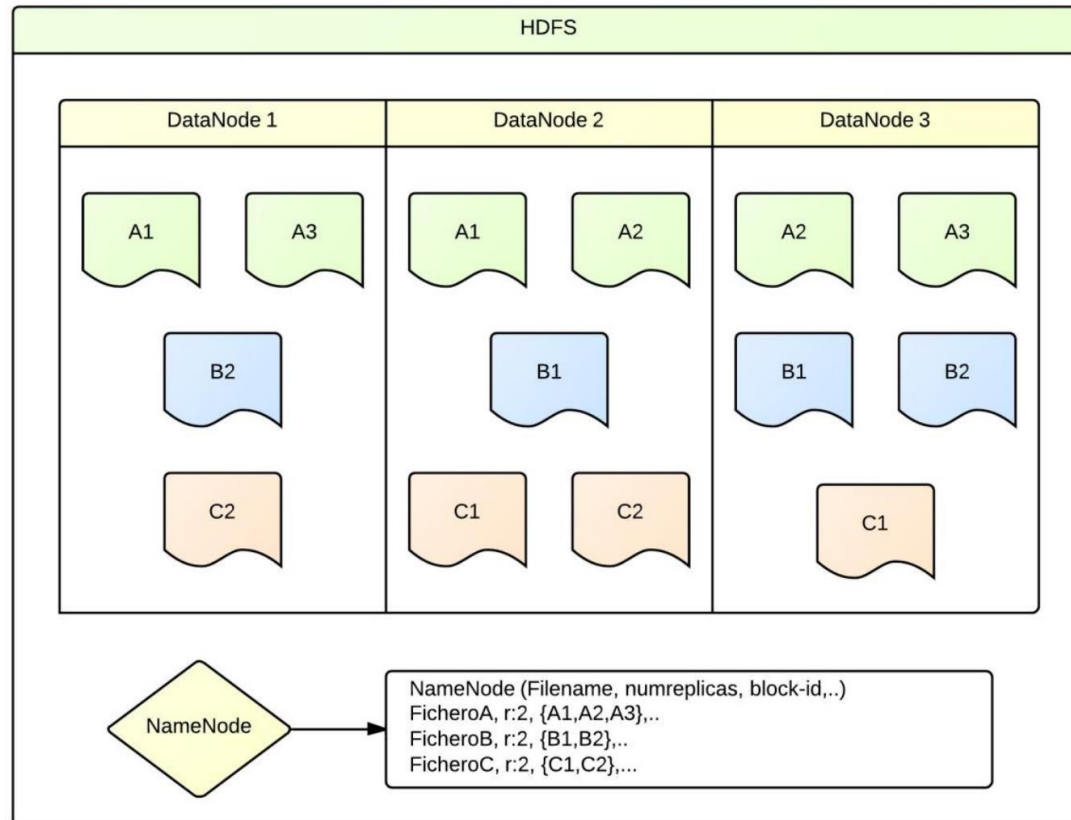 HDFS
DataNode 1 DataNode 2 DataNode 3
A1 A3 A1 A2 A2 A3
B2 B1 B1 B2
C2 C1 C2 C1
NameNode
NameNode (Filename, numreplicas, block-id,..)
FicheroA, r:2, {A1,A2,A3},..
FicheroB, r:2, {B1,B2},..
FicheroC, r:2, {C1,C2},...